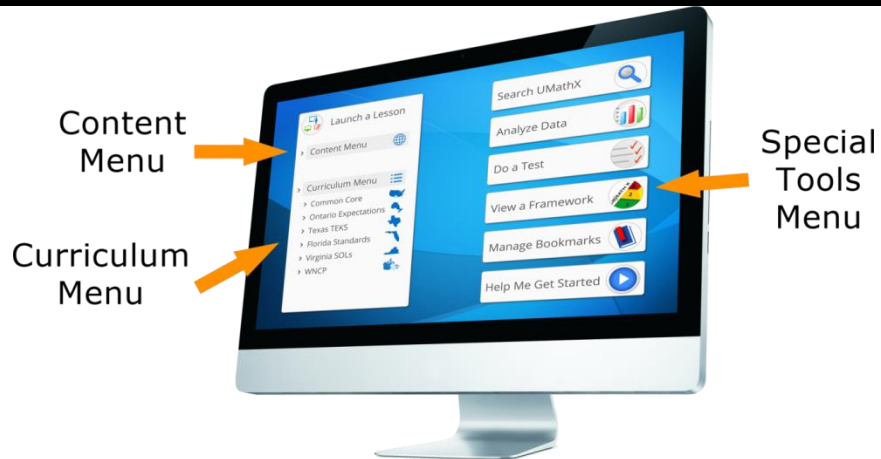 Content
Menu
Curriculum
Menu
Launch a Lesson
Content Menu
Curriculum Menu
Common Core
Ontario Expectations
Texas TEKS
Florida Standards
Virginia SOLs
WNCP
Search UMathX
Analyze Data
Do a Test
View a Framework
Manage Bookmarks
Help Me Get Started
Special
Tools
Menu